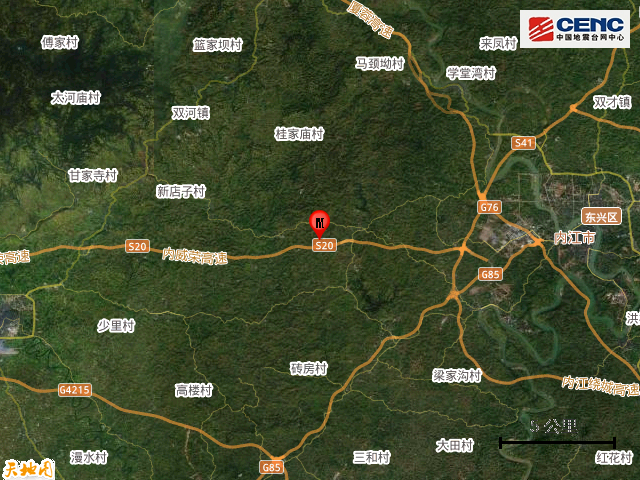 夏蓉高速
CENC
中国地震台网中心
傅家村
篮家坝村
来凤村
马颈坳村
学堂湾村
太河庙村
双河镇
双才镇
桂家庙村
S41
甘家寺村
新店子村
G76
东兴区
M
S20
S20
内江市
内威荣高速
高速
G85
洪
少里村
砖房村
梁家沟村
内江绕城高速
G4215
高楼村
5 公里
漫水村
G85
三和村
大田村
红花村
天地图